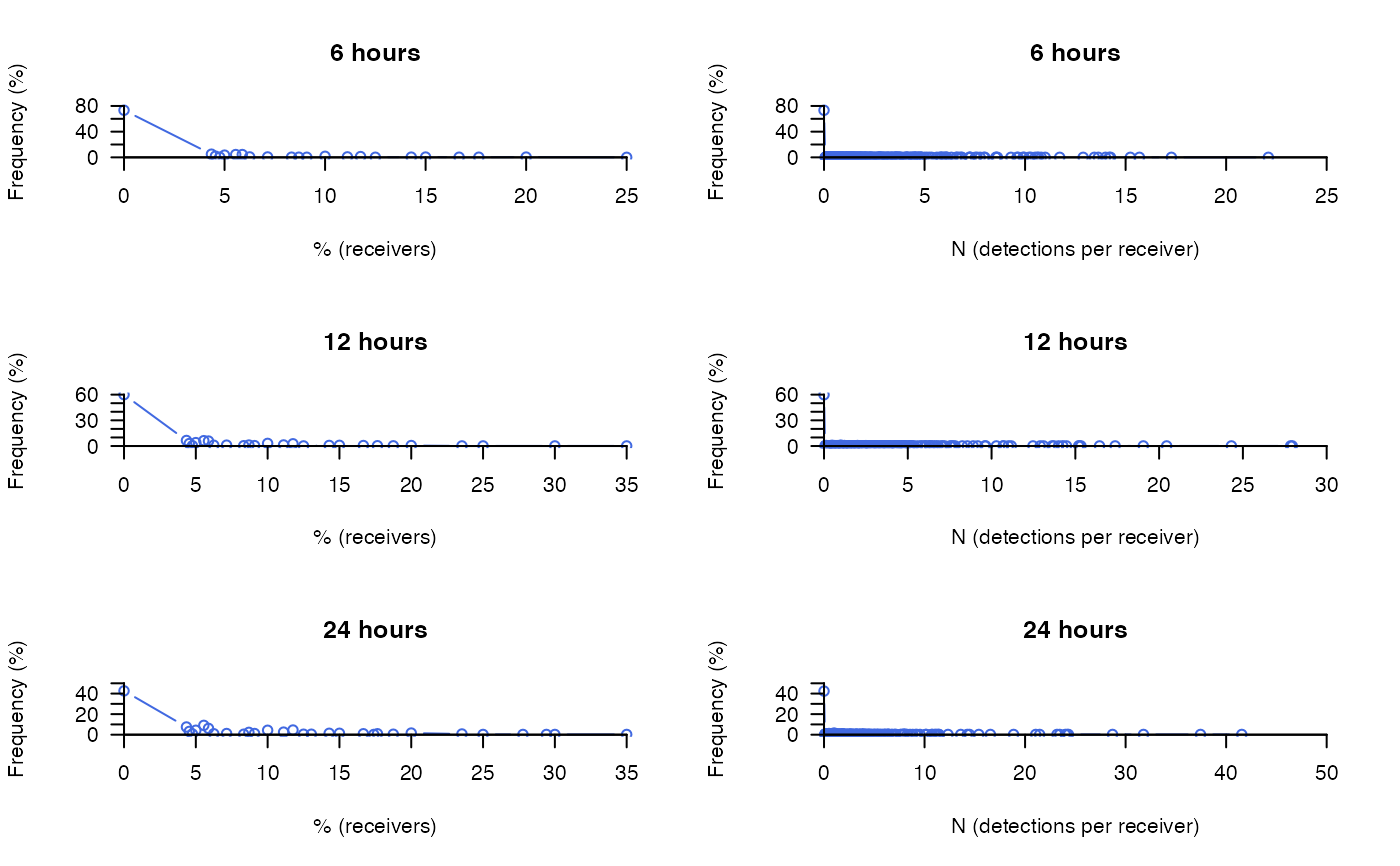 6 hours
Frequency (%)
80
40
0
0 5 10 15 20 25
% (receivers)
6 hours
Frequency (%)
80
40
0
0 5 10 15 20 25
N (detections per receiver)
12 hours
Frequency (%)
60
30
0
0 5 10 15 20 25 30 35
% (receivers)
12 hours
Frequency (%)
60
30
0
0 5 10 15 20 25 30
N (detections per receiver)
24 hours
Frequency (%)
40
20
0
0 5 10 15 20 25 30 35
% (receivers)
24 hours
Frequency (%)
40
20
0
0 10 20 30 40 50
N (detections per receiver)